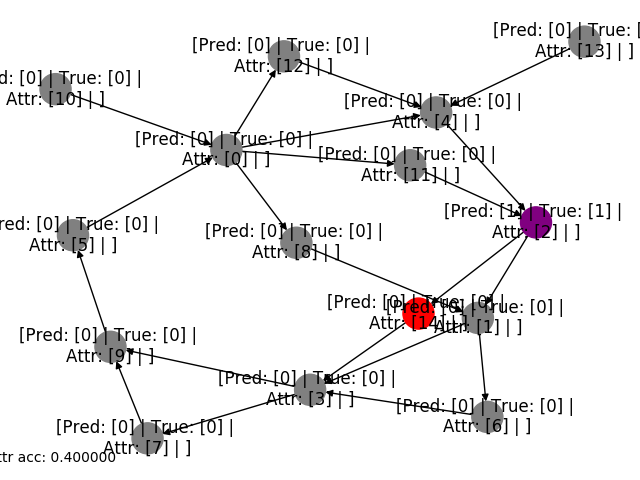 [Pred: [0] | True: [
Attr: [13] | ]
[Pred: [0] | True: [0] |
Attr: [12] | ]
d: [0] | True: [0] |
Attr: [10] | ]
[Pred: [0] | True: [0] |
Attr: [4] | ]
[Pred: [0] | True: [0] |
Attr: [0] | ]
[Pred: [0] | True: [0] |
Attr: [11] | ]
[Pred: [1] | True: [1] |
Attr: [2] | ]
red: [0] | True: [0] |
Attr: [5] | ]
[Pred: [0] | True: [0] |
Attr: [8] | ]
[Pred: [0] | True: [0] |
Attr: [14] | ]
[Pred: [0] | True: [0] |
Attr: [1] | ]
[Pred: [0] | True: [0] |
Attr: [9] | ]
[Pred: [0] | True: [0] |
Attr: [3] | ]
[Pred: [0] | True: [0] |
Attr: [6] | ]
[Pred: [0] | True: [0] |
Attr: [7] | ]
ttr acc: 0.400000